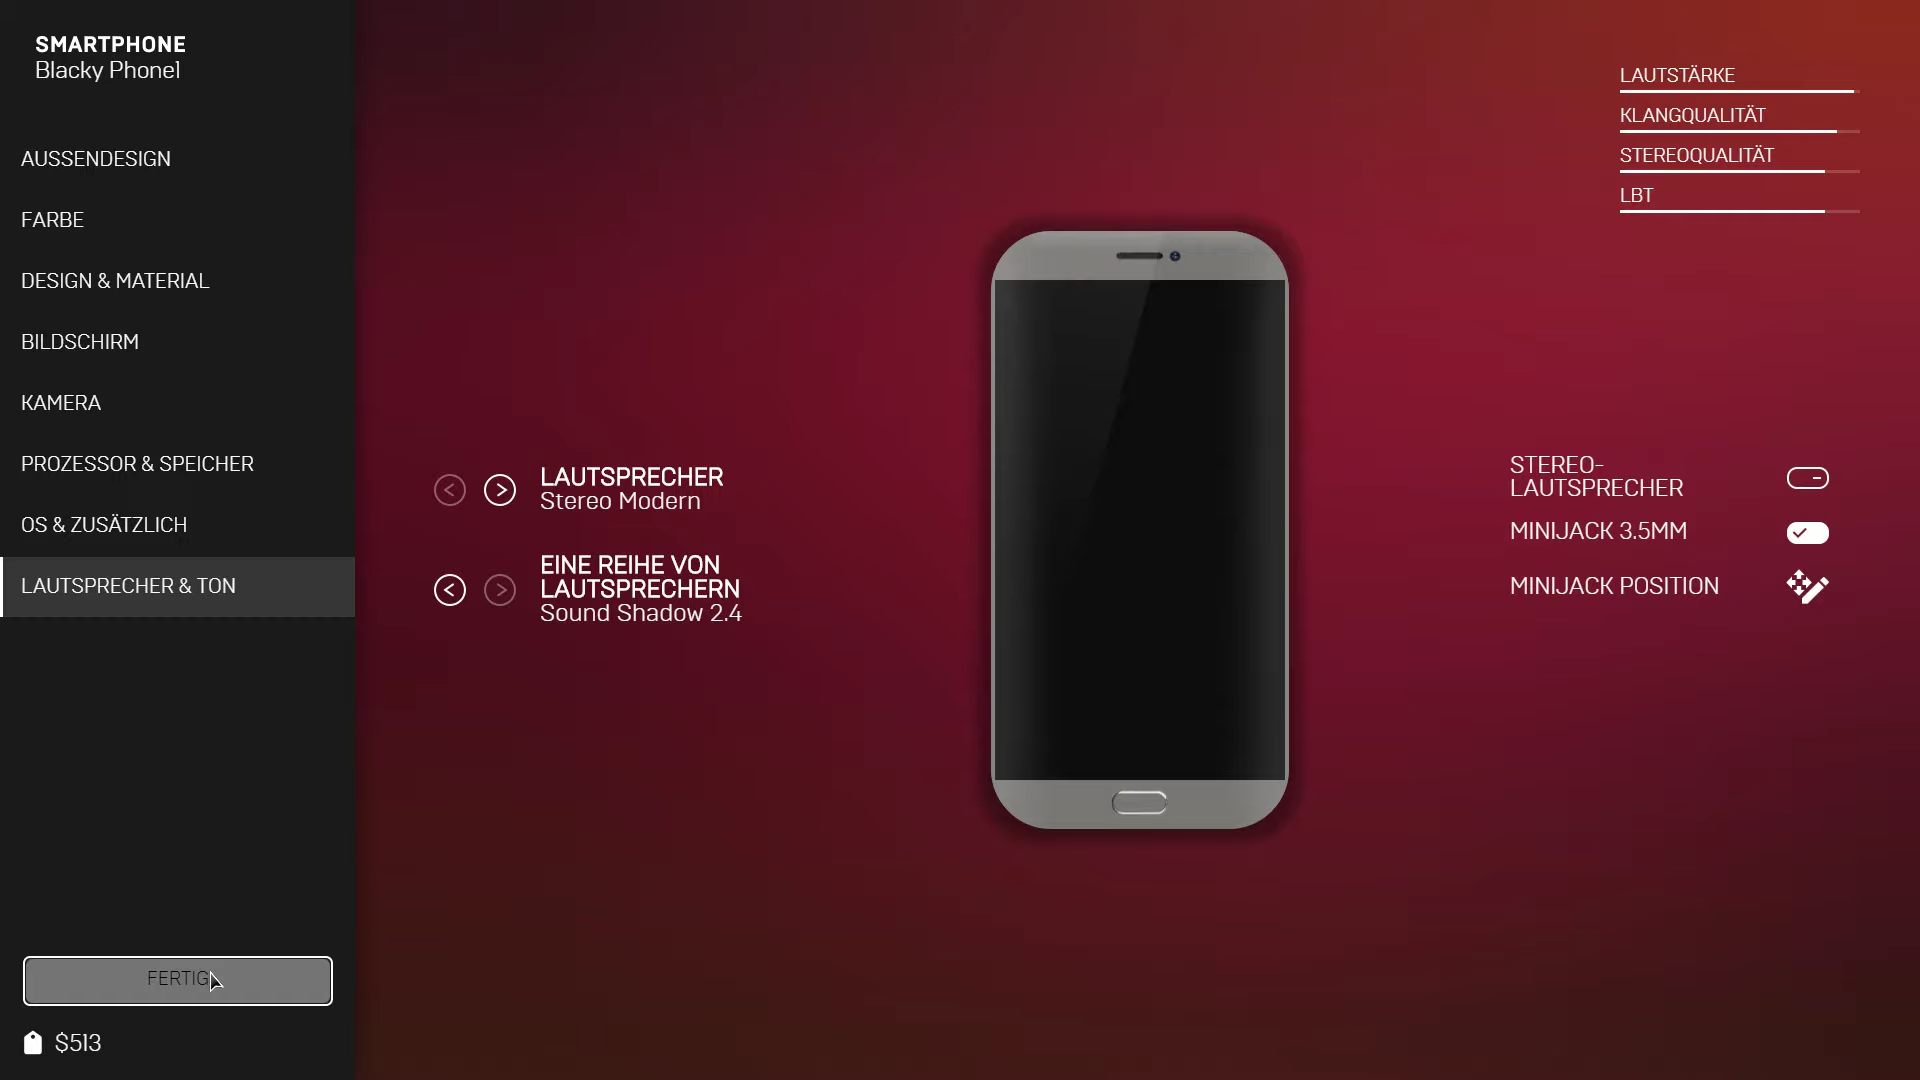 SMARTPHONE
Blacky Phone1
AUSSENDESIGN
FARBE
DESIGN & MATERIAL
BILDSCHIRM
KAMERA
PROZESSOR & SPEICHER
OS & ZUSÄTZLICH
LAUTSPRECHER & TON
FERTIG
$513
LAUTSPRECHER
Stereo Modern
EINE REIHE VON
LAUTSPRECHERN
Sound Shadow 2.4
LAUTSTÄRKE
KLANGQUALITÄT
STEREOQUALITÄT
LBT
STEREO-
LAUTSPRECHER
MINIJACK 3.5MM
MINIJACK POSITION